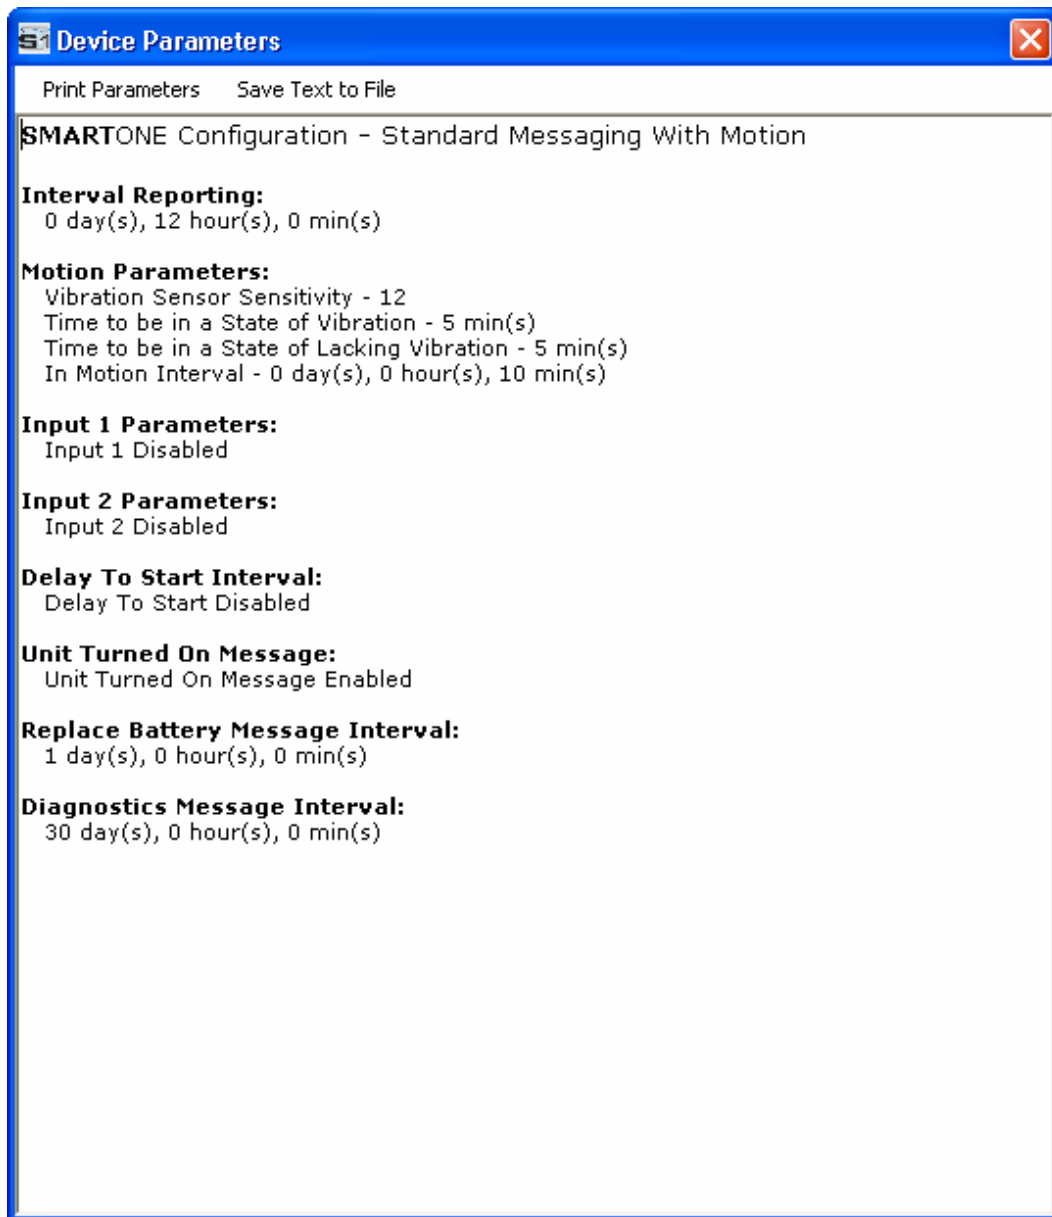 S1 Device Parameters
Print Parameters Save Text to File
SMARTONE Configuration – Standard Messaging With Motion
Interval Reporting:
0 day(s), 12 hour(s), 0 min(s)
Motion Parameters:
Vibration Sensor Sensitivity - 12
Time to be in a State of Vibration - 5 min(s)
Time to be in a State of Lacking Vibration - 5 min(s)
In Motion Interval - 0 day(s), 0 hour(s), 10 min(s)
Input 1 Parameters:
Input 1 Disabled
Input 2 Parameters:
Input 2 Disabled
Delay To Start Interval:
Delay To Start Disabled
Unit Turned On Message:
Unit Turned On Message Enabled
Replace Battery Message Interval:
1 day(s), 0 hour(s), 0 min(s)
Diagnostics Message Interval:
30 day(s), 0 hour(s), 0 min(s)